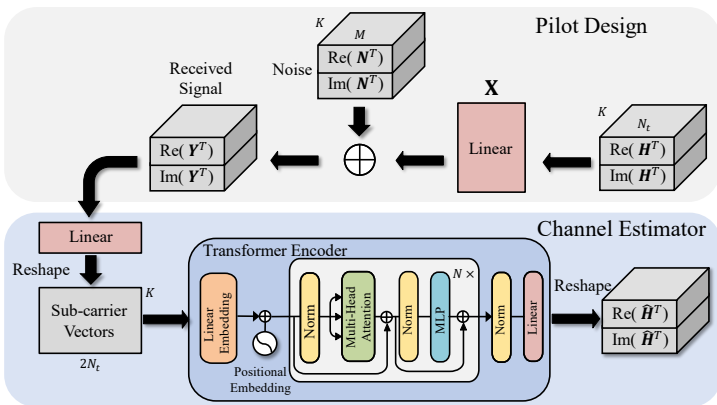 Pilot Design
K
M
Re( N^T )
Im( N^T )
Noise
Received
Signal
Re( Y^T )
Im( Y^T )
X
Linear
K
N_t
Re( H^T )
Im( H^T )
Channel Estimator
Linear
Reshape
Sub-carrier
Vectors
K
2N_t
Transformer Encoder
Linear
Embedding
Positional
Embedding
Norm
Multi-Head
Attention
Norm
MLP
N ×
Norm
Linear
Reshape
Re( Ĥ^T )
Im( Ĥ^T )